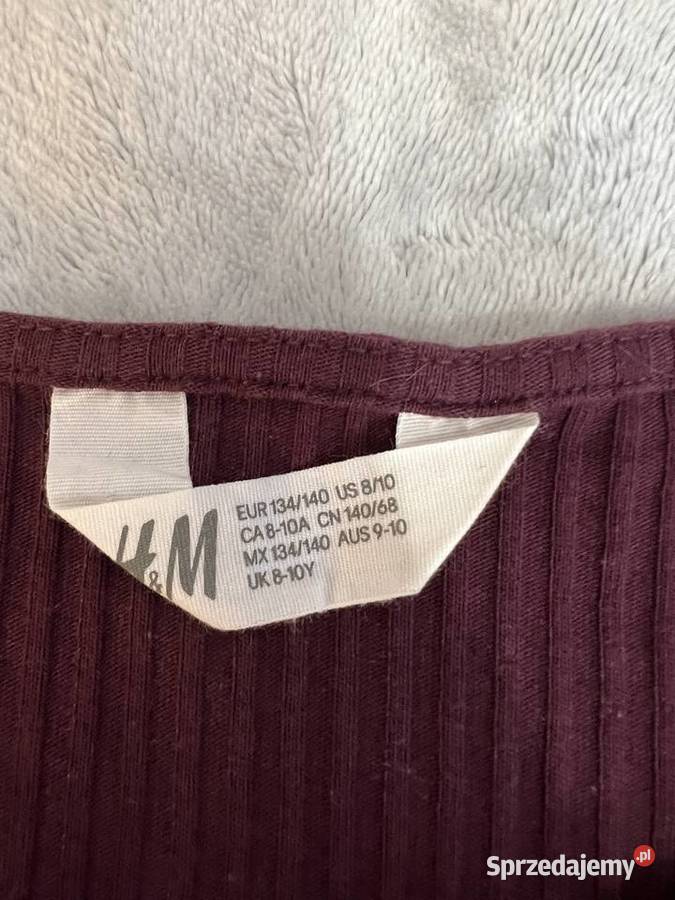 H&M
EUR 134/140 US 8/10
CA 8-10A CN 140/68
MX 134/140 AUS 9-10
UK 8-10Y
Sprzedajemy.pl